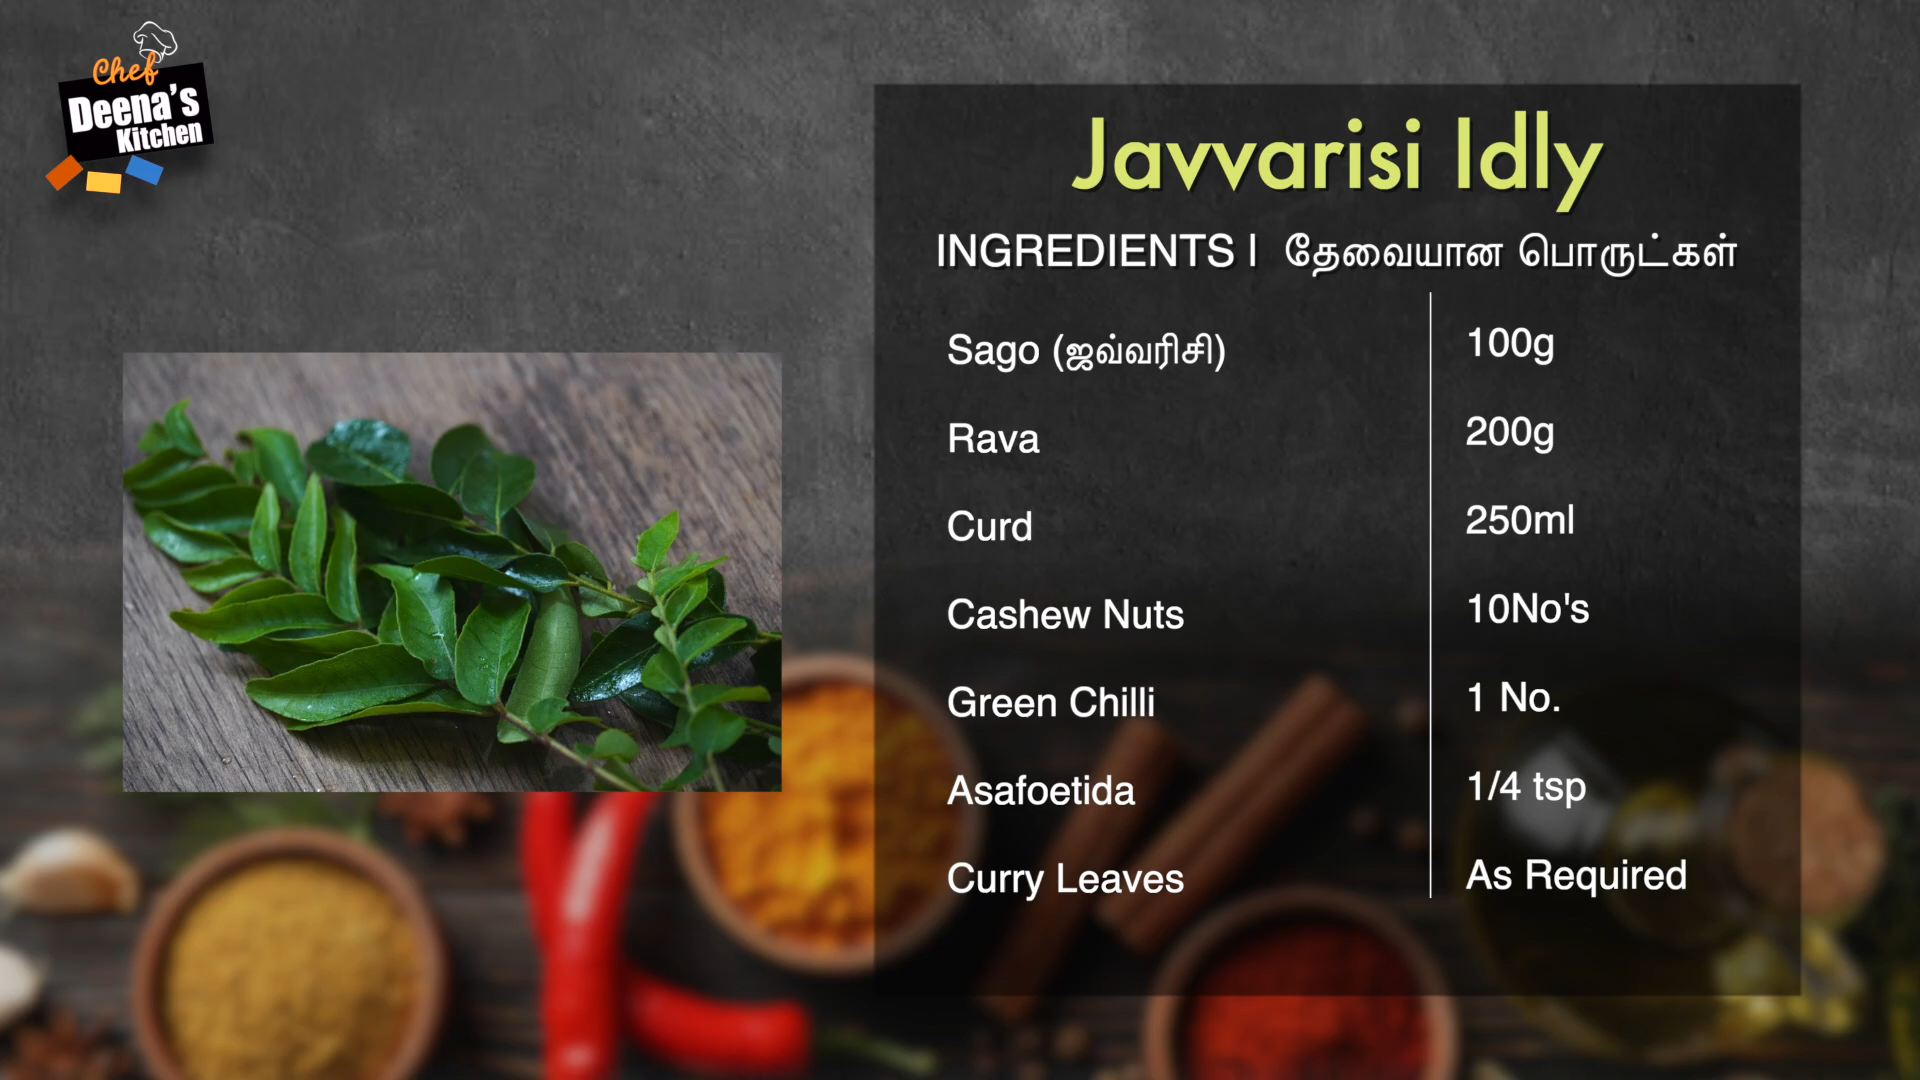 Chef
Deena's
Kitchen
Javvarisi Idly
INGREDIENTS | தேவையான பொருட்கள்
Sago (ஜவ்வரிசி) 100g
Rava 200g
Curd 250ml
Cashew Nuts 10No's
Green Chilli 1 No.
Asafoetida 1/4 tsp
Curry Leaves As Required